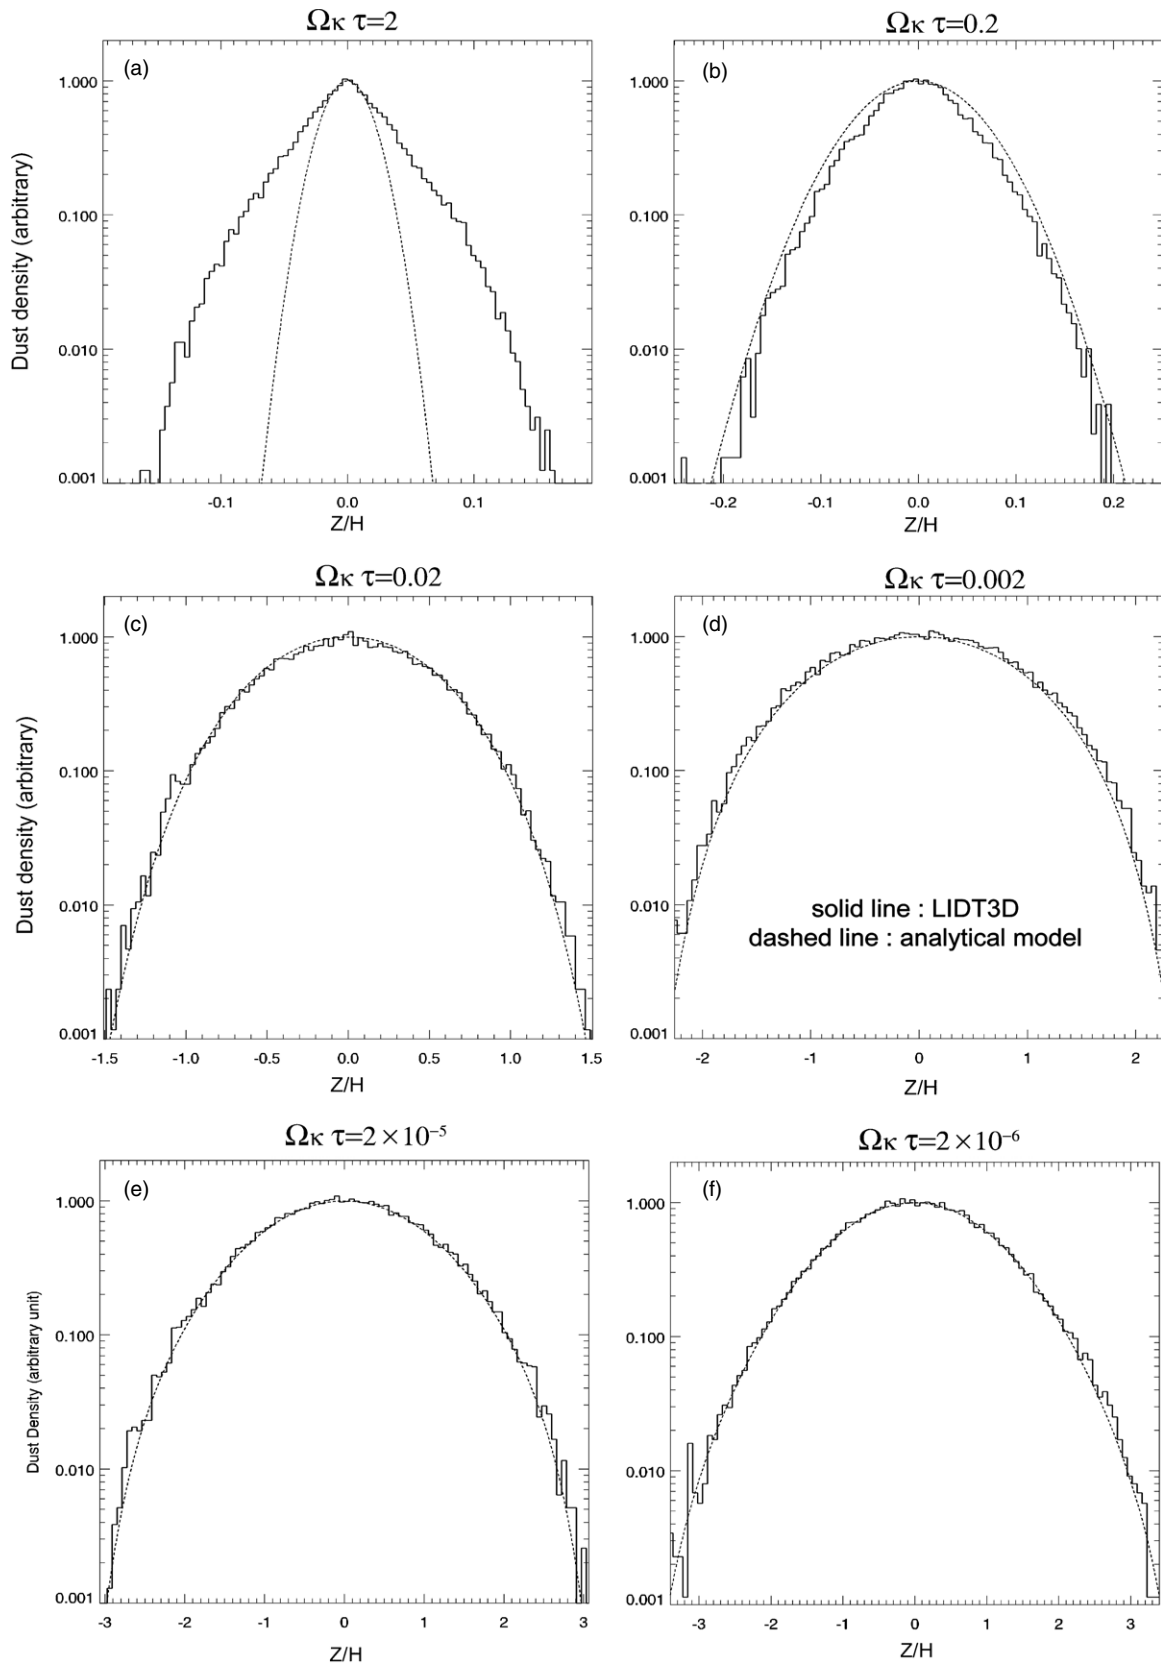 Ωκ τ=2
(a)
1.000
0.100
0.010
0.001
Dust density (arbitrary)
-0.1 0.0 0.1
Z/H
Ωκ τ=0.2
(b)
1.000
0.100
0.010
0.001
-0.2 -0.1 0.0 0.1 0.2
Z/H
Ωκ τ=0.02
(c)
1.000
0.100
0.010
0.001
Dust density (arbitrary)
-1.5 -1.0 -0.5 0.0 0.5 1.0 1.5
Z/H
Ωκ τ=0.002
(d)
1.000
0.100
0.010
0.001
solid line : LIDT3D
dashed line : analytical model
-2 -1 0 1 2
Z/H
Ωκ τ=2×10⁻⁵
(e)
1.000
0.100
0.010
0.001
Dust Density (arbitrary unit)
-3 -2 -1 0 1 2 3
Z/H
Ωκ τ=2×10⁻⁶
(f)
1.000
0.100
0.010
0.001
-3 -2 -1 0 1 2 3
Z/H